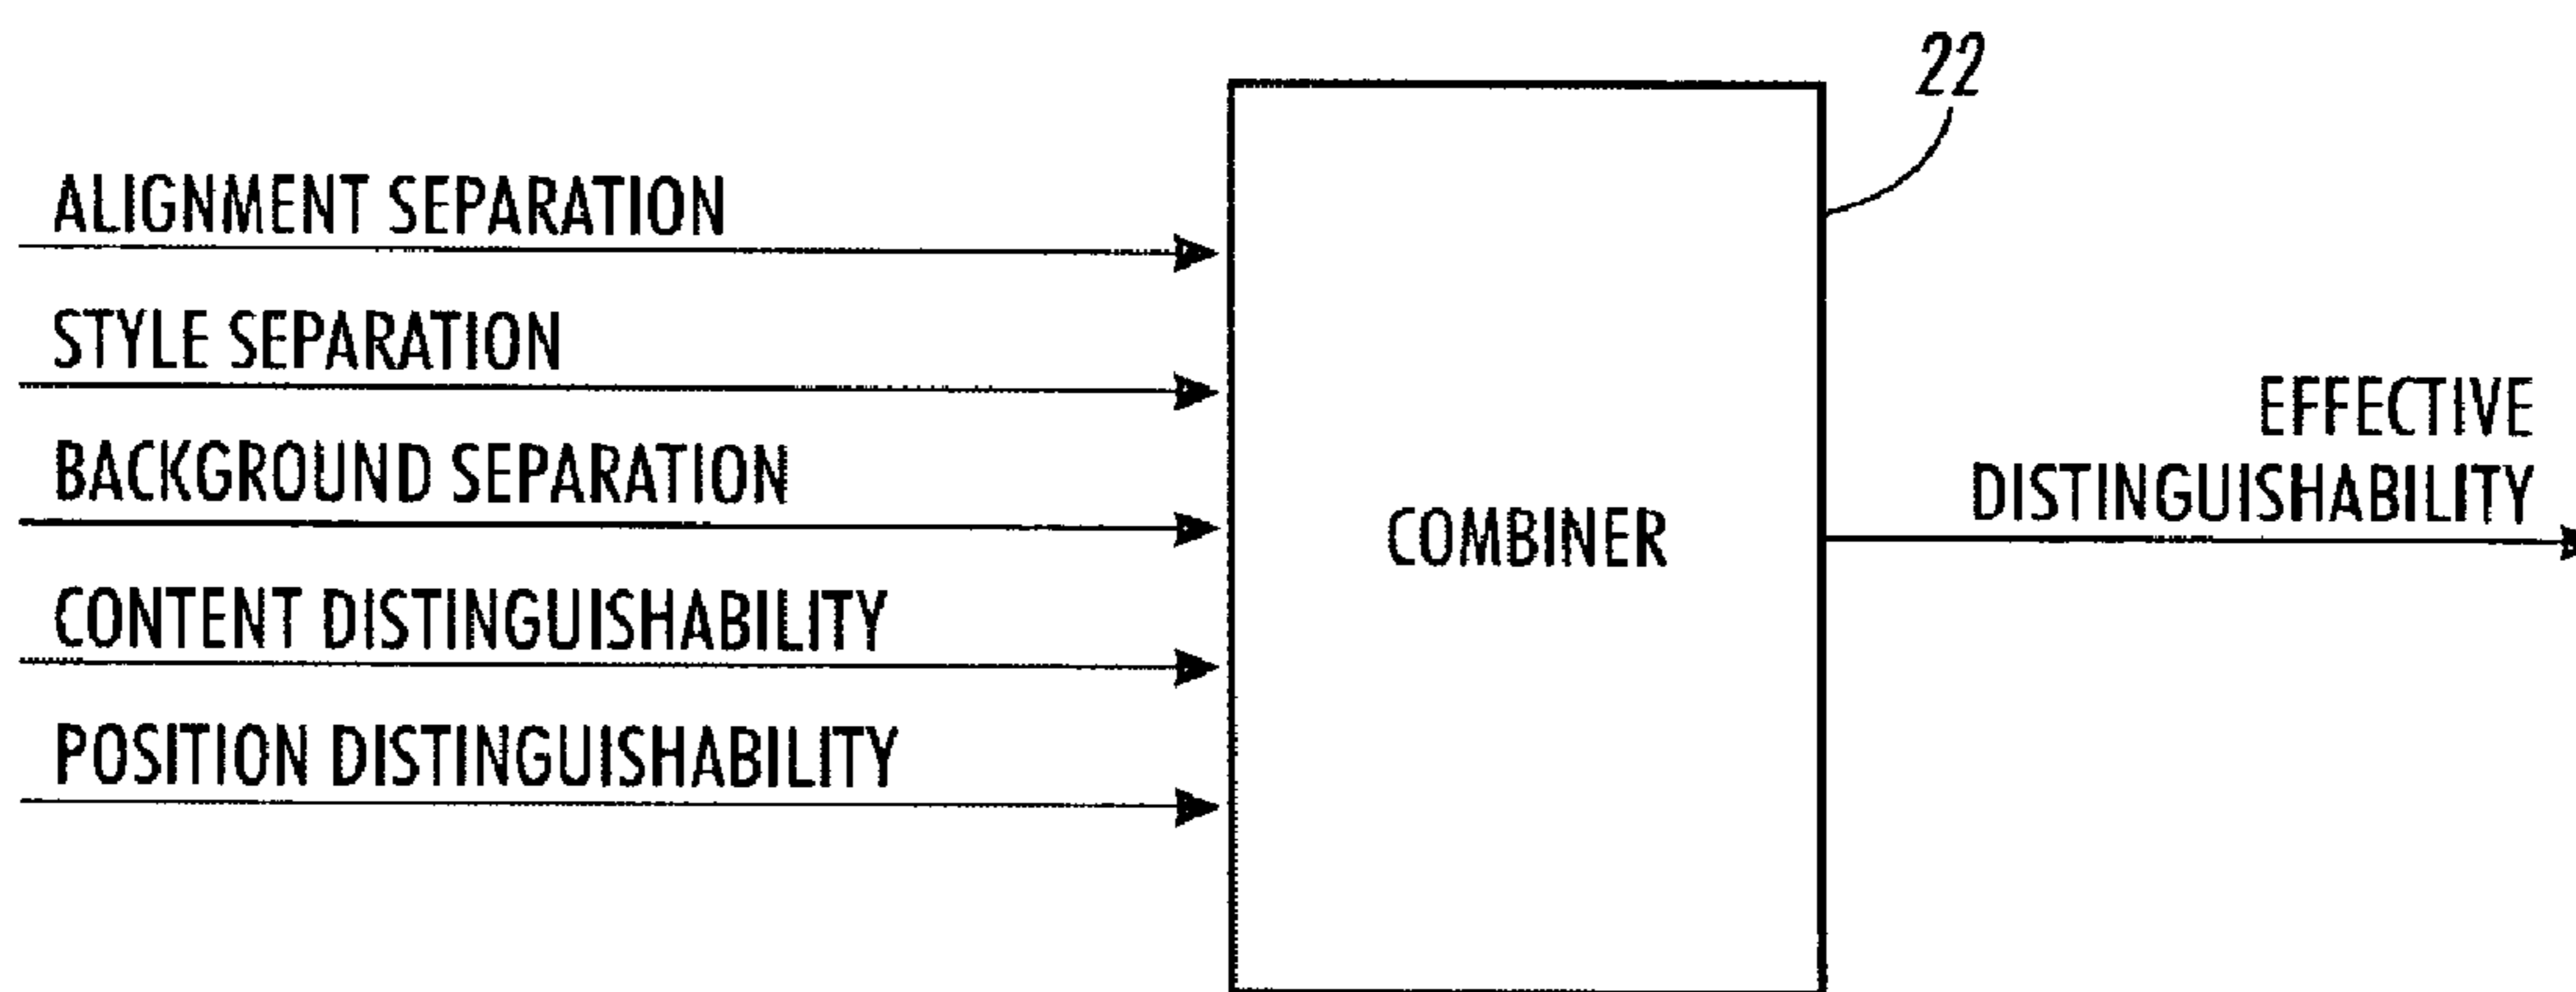 22
ALIGNMENT SEPARATION
STYLE SEPARATION
BACKGROUND SEPARATION
CONTENT DISTINGUISHABILITY
POSITION DISTINGUISHABILITY
COMBINER
EFFECTIVE
DISTINGUISHABILITY